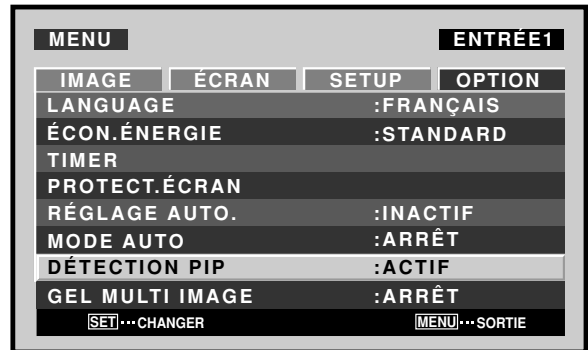 MENU ENTRÉE1
IMAGE ÉCRAN SETUP OPTION
LANGUAGE :FRANÇAIS
ÉCON.ÉNERGIE :STANDARD
TIMER
PROTECT.ÉCRAN
RÉGLAGE AUTO. :INACTIF
MODE AUTO :ARRÊT
DÉTECTION PIP :ACTIF
GEL MULTI IMAGE :ARRÊT
SET···CHANGER MENU···SORTIE